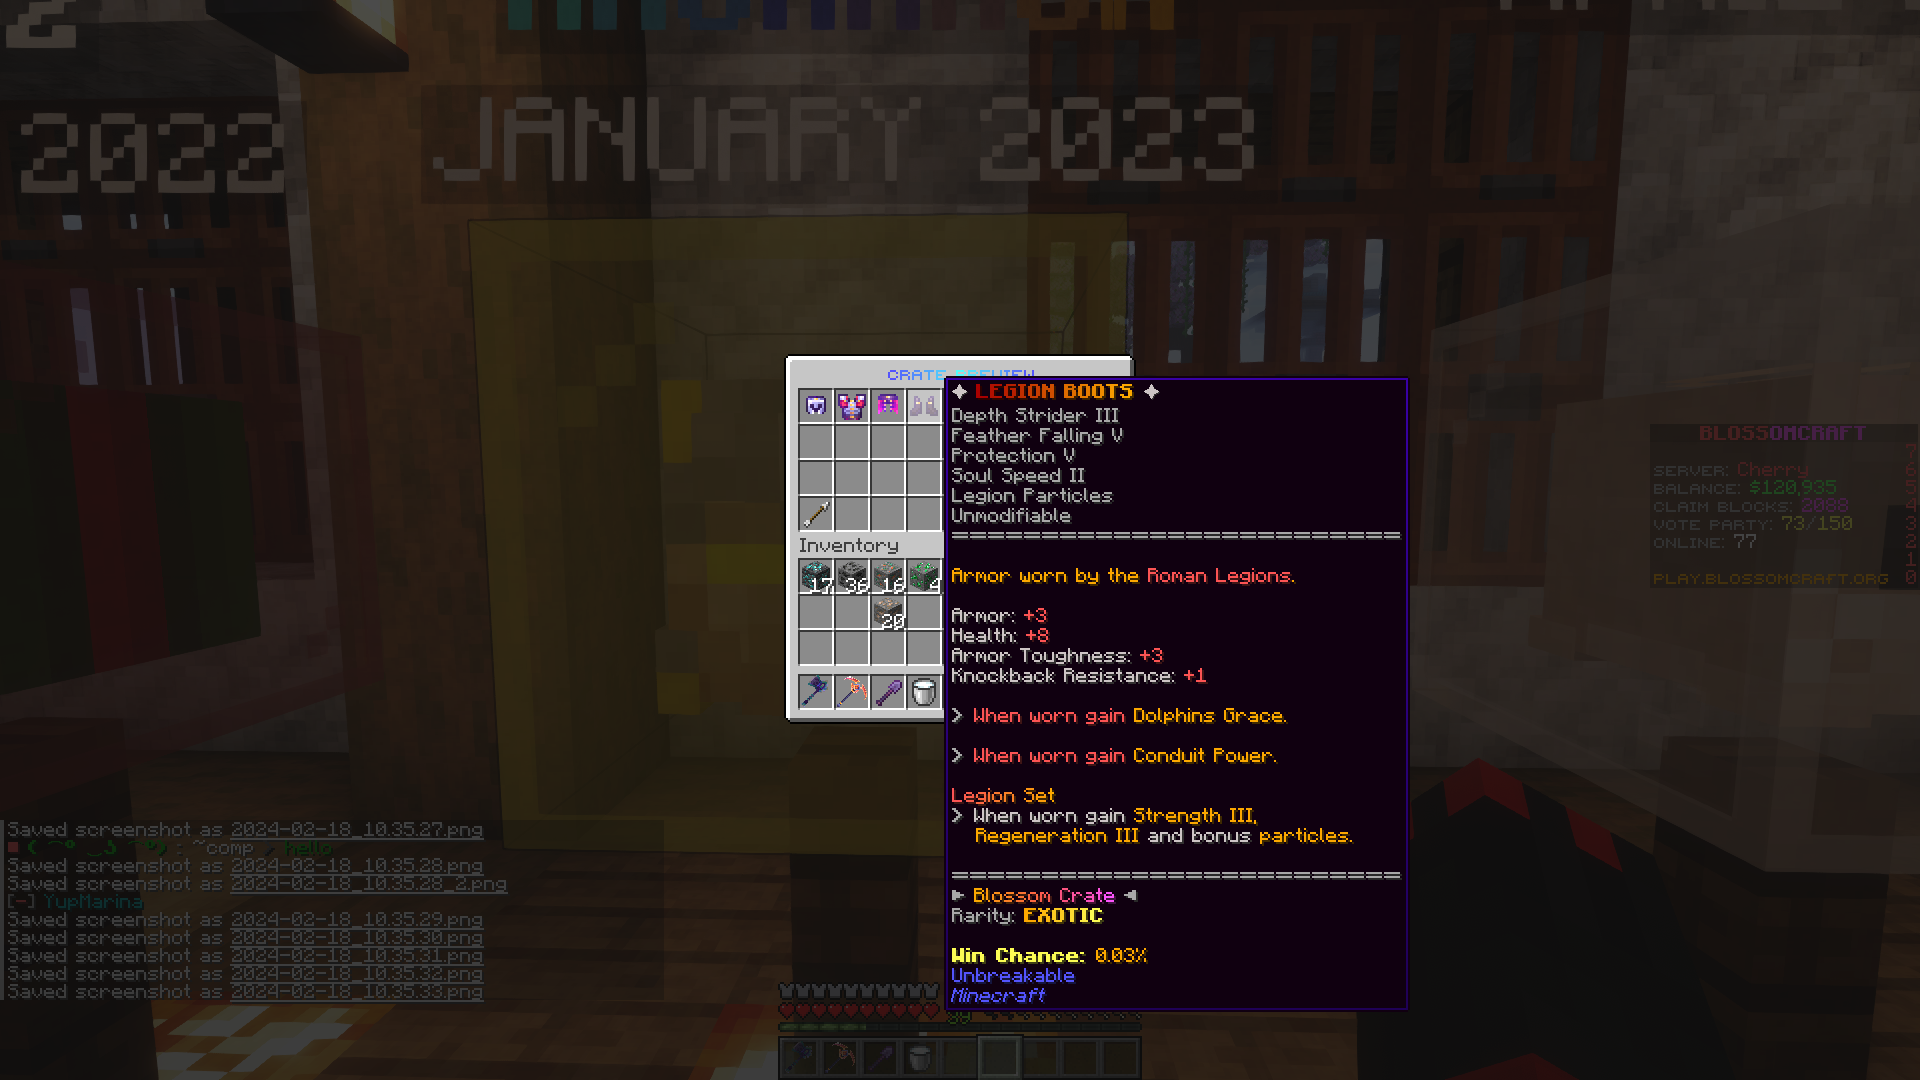 2022
JANUARY 2023
CRATE PREVIEW
17
36
16
4
Inventory
20
✦ LEGION BOOTS ✦
Depth Strider III
Feather Falling V
Protection V
Soul Speed II
Legion Particles
Unmodifiable
======================================
Armor worn by the Roman Legions.
Armor: +3
Health: +8
Armor Toughness: +3
Knockback Resistance: +1
> When worn gain Dolphins Grace.
> When worn gain Conduit Power.
Legion Set
> When worn gain Strength III,
Regeneration III and bonus particles.
======================================
► Blossom Crate ◄
Rarity: EXOTIC
Win Chance: 0.03%
Unbreakable
Minecraft
BLOSSOMCRAFT
SERVER: Cherry
BALANCE: $120,935
CLAIM BLOCKS: 2088
VOTE PARTY: 73/150
ONLINE: 77
PLAY.BLOSSOMCRAFT.ORG
7
6
5
4
3
2
1
0
Saved screenshot as 2024-02-18_10.35.27.png
: ~comp hello
Saved screenshot as 2024-02-18_10.35.28.png
Saved screenshot as 2024-02-18_10.35.28_2.png
[-] YupMarina
Saved screenshot as 2024-02-18_10.35.29.png
Saved screenshot as 2024-02-18_10.35.30.png
Saved screenshot as 2024-02-18_10.35.31.png
Saved screenshot as 2024-02-18_10.35.32.png
Saved screenshot as 2024-02-18_10.35.33.png